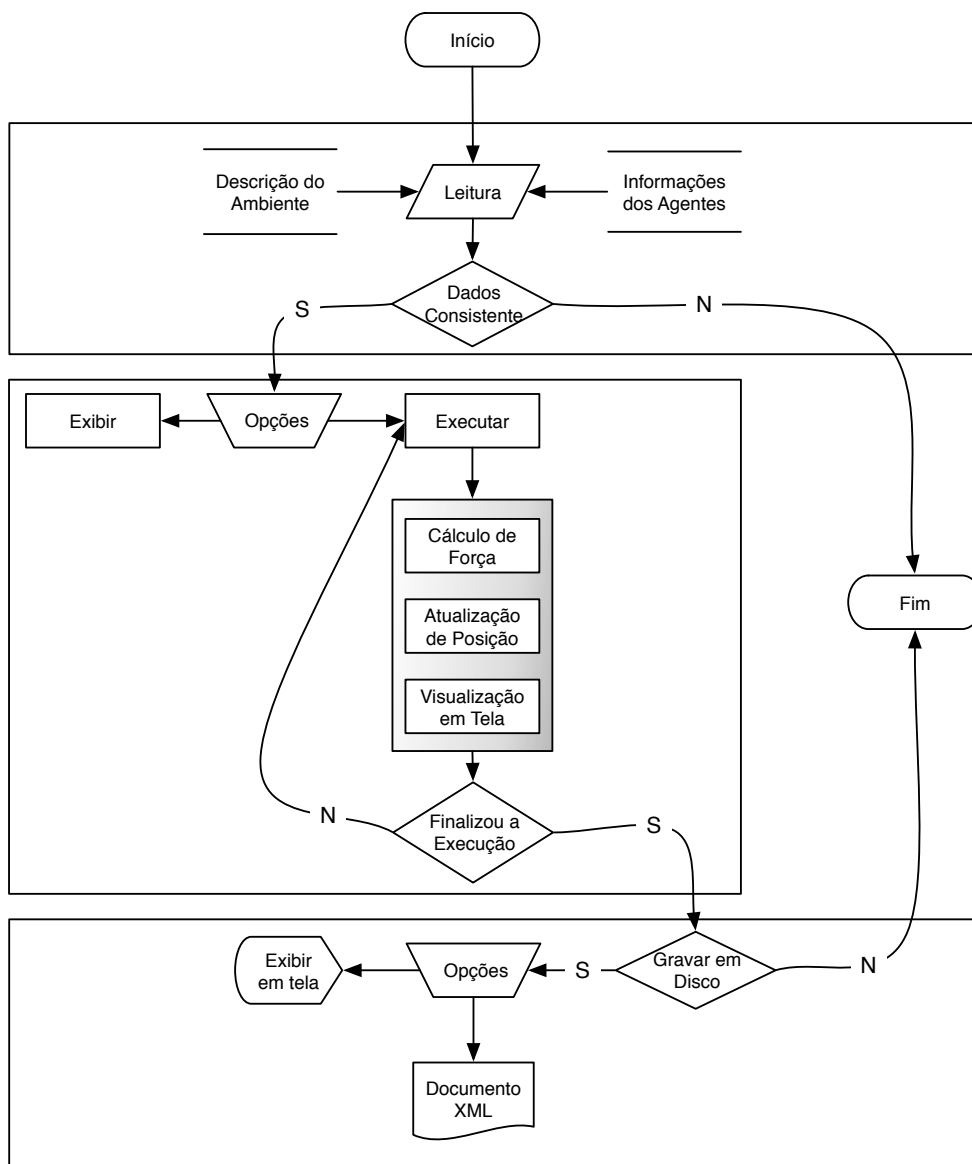 Início
Descrição do
Ambiente
Leitura
Informações
dos Agentes
Dados
Consistente
S
N
Exibir
Opções
Executar
Cálculo de
Força
Atualização
de Posição
Visualização
em Tela
Fim
Finalizou a
Execução
N
S
Exibir
em tela
Opções
S
Gravar em
Disco
N
Documento
XML